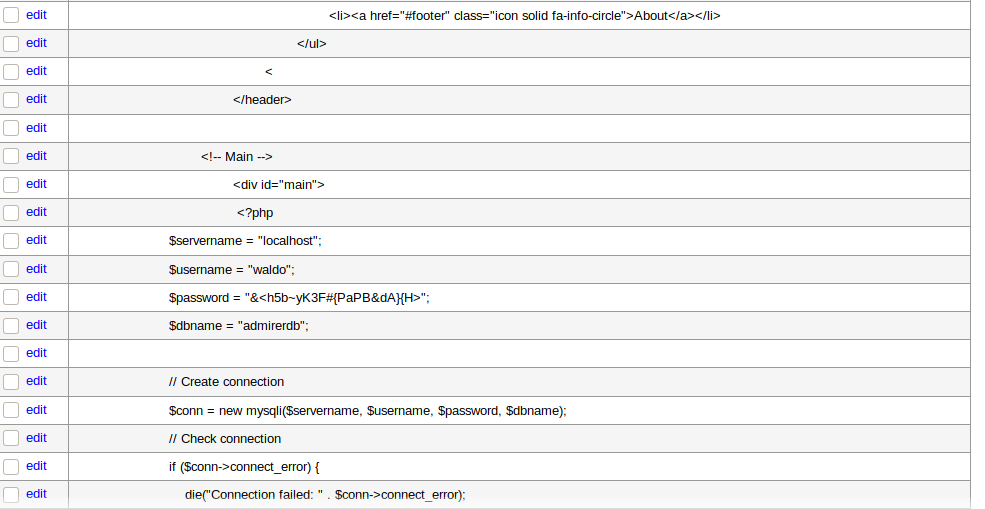 edit <li><a href="#footer" class="icon solid fa-info-circle">About</a></li>
edit </ul>
edit <
edit </header>
edit
edit <!-- Main -->
edit <div id="main">
edit <?php
edit $servername = "localhost";
edit $username = "waldo";
edit $password = "&<h5b~yK3F#{PaPB&dA}{H>";
edit $dbname = "admirerdb";
edit
edit // Create connection
edit $conn = new mysqli($servername, $username, $password, $dbname);
edit // Check connection
edit if ($conn->connect_error) {
edit die("Connection failed: " . $conn->connect_error);